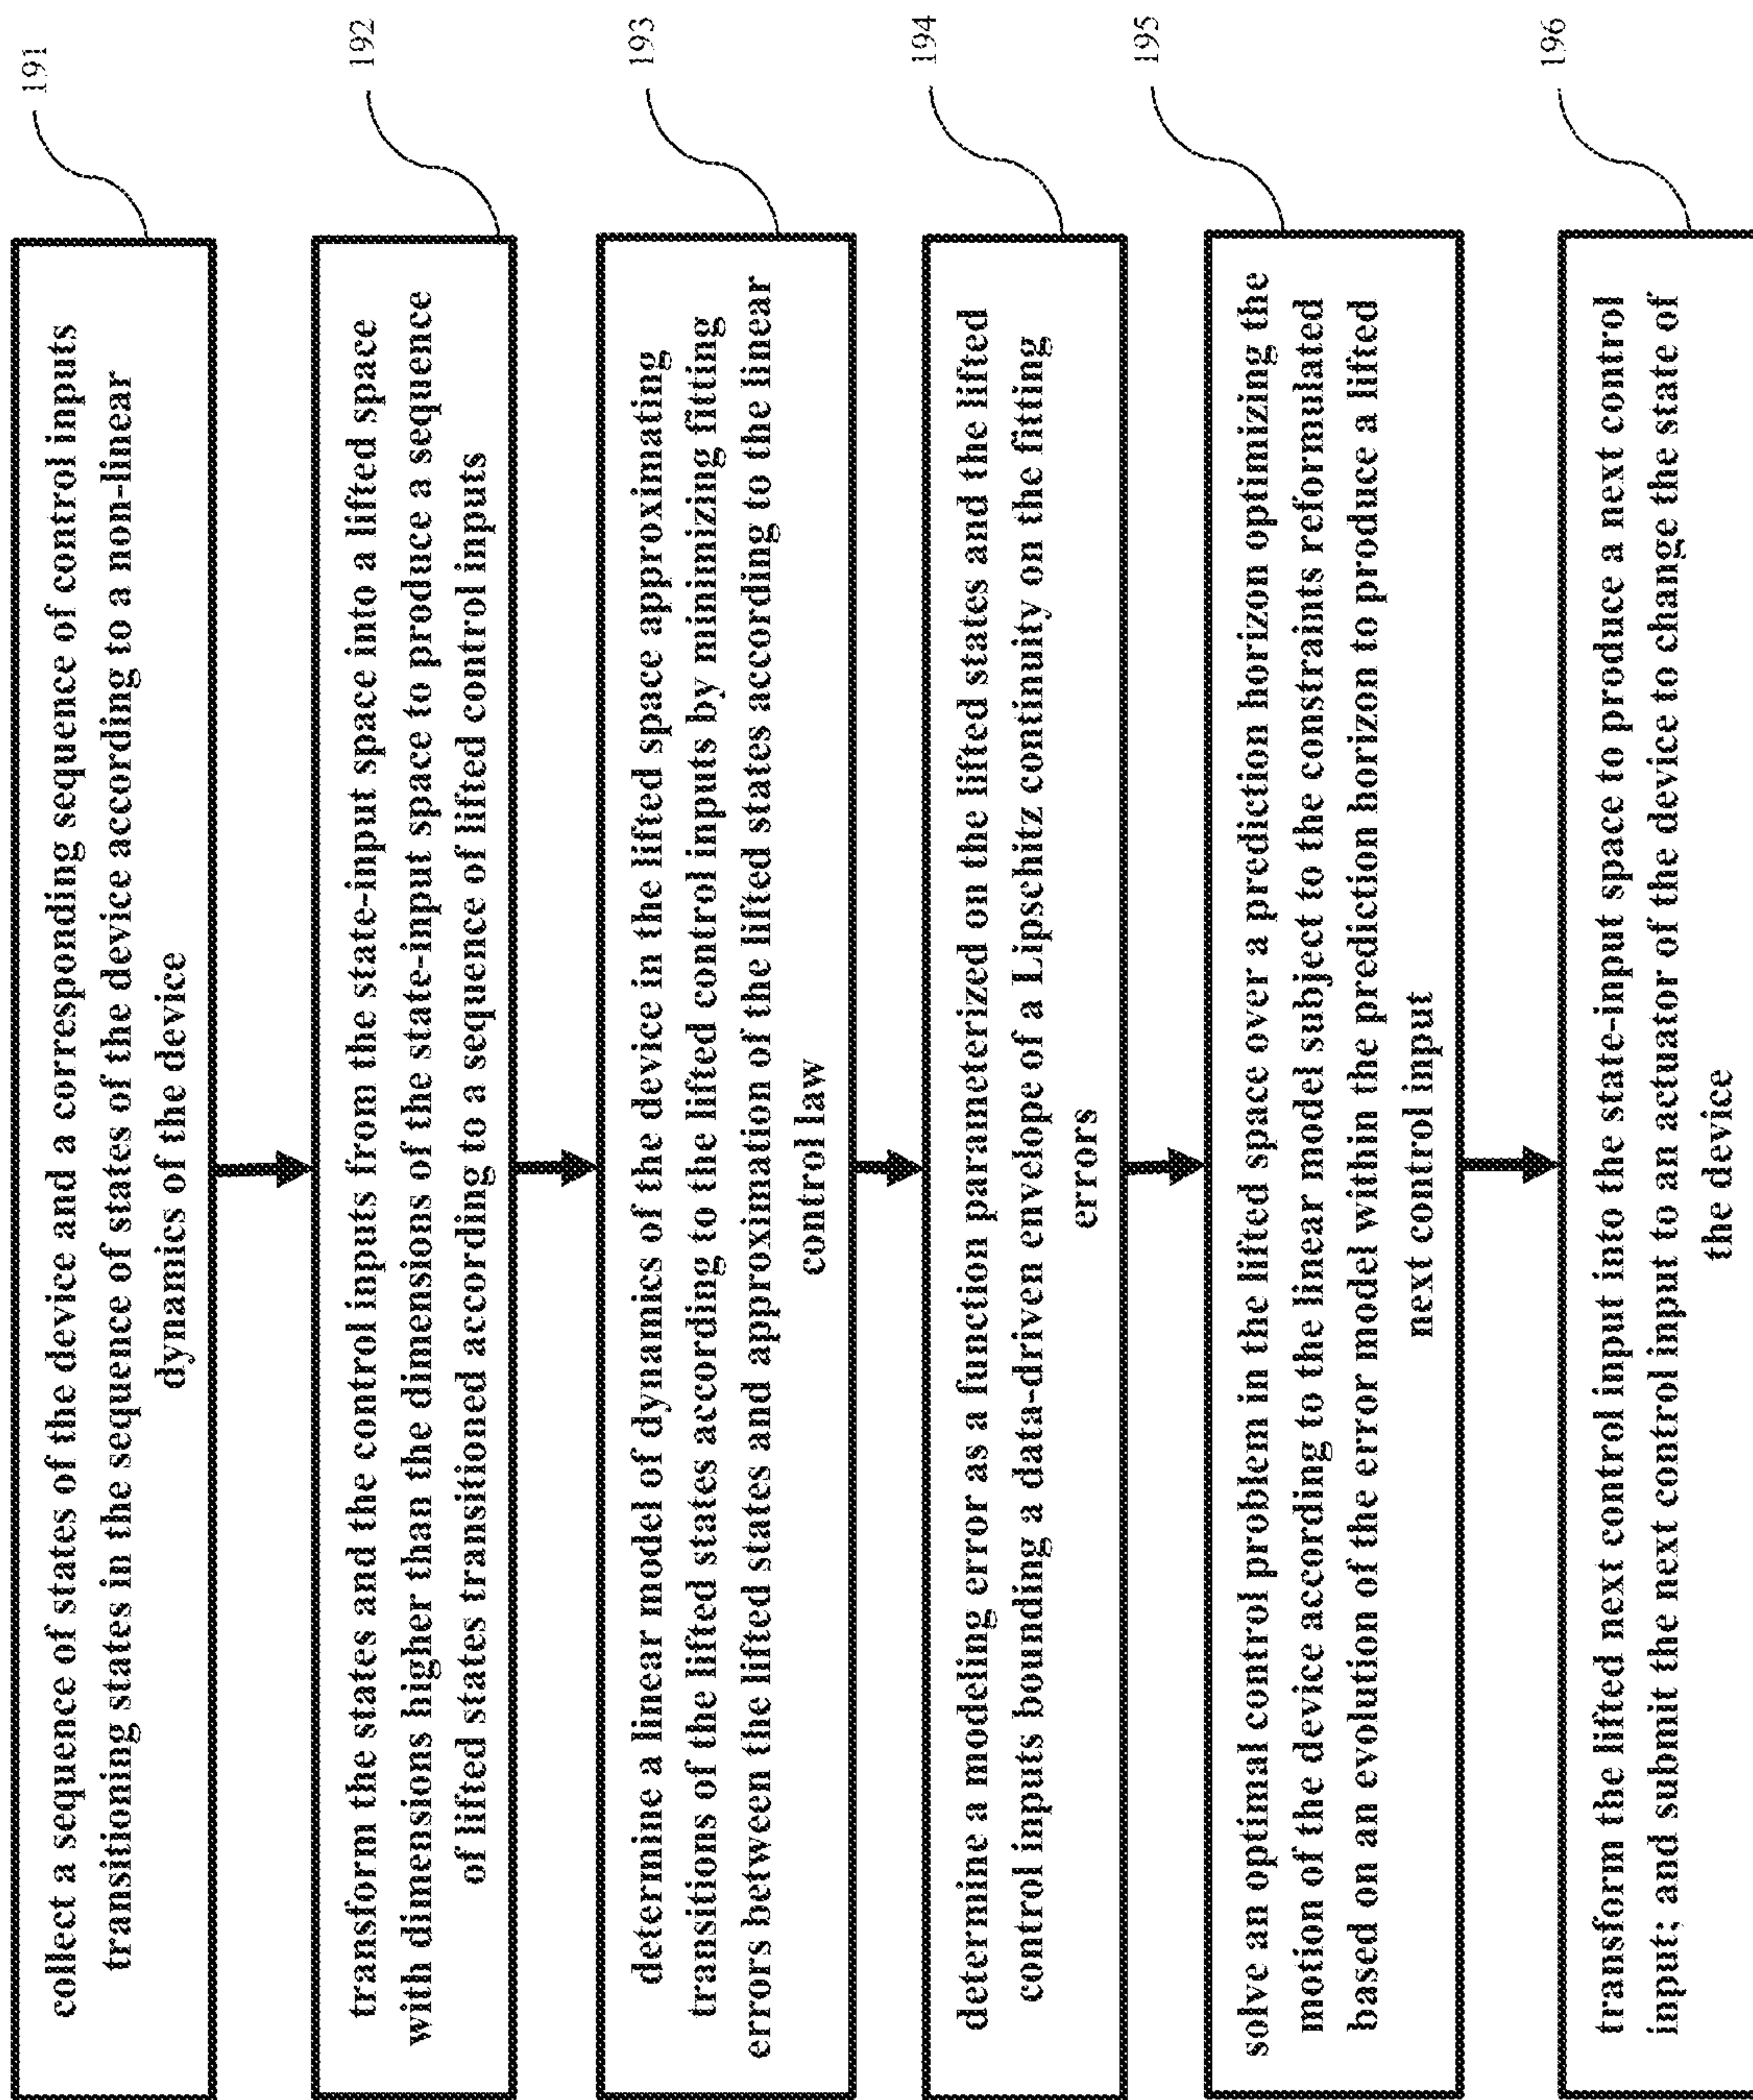 collect a sequence of states of the device and a corresponding sequence of control inputs
transitioning states in the sequence of states of the device according to a non-linear
dynamics of the device
191
transform the states and the control inputs from the state-input space into a lifted space
with dimensions higher than the dimensions of the state-input space to produce a sequence
of lifted states transitioned according to a sequence of lifted control inputs
192
determine a linear model of dynamics of the device in the lifted space approximating
transitions of the lifted states according to the lifted control inputs by minimizing fitting
errors between the lifted states and approximation of the lifted states according to the linear
control law
193
determine a modeling error as a function parameterized on the lifted states and the lifted
control inputs bounding a data-driven envelope of a Lipschitz continuity on the fitting
errors
194
solve an optimal control problem in the lifted space over a prediction horizon optimizing the
motion of the device according to the linear model subject to the constraints reformulated
based on an evolution of the error model within the prediction horizon to produce a lifted
next control input
195
transform the lifted next control input into the state-input space to produce a next control
input; and submit the next control input to an actuator of the device to change the state of
the device
196